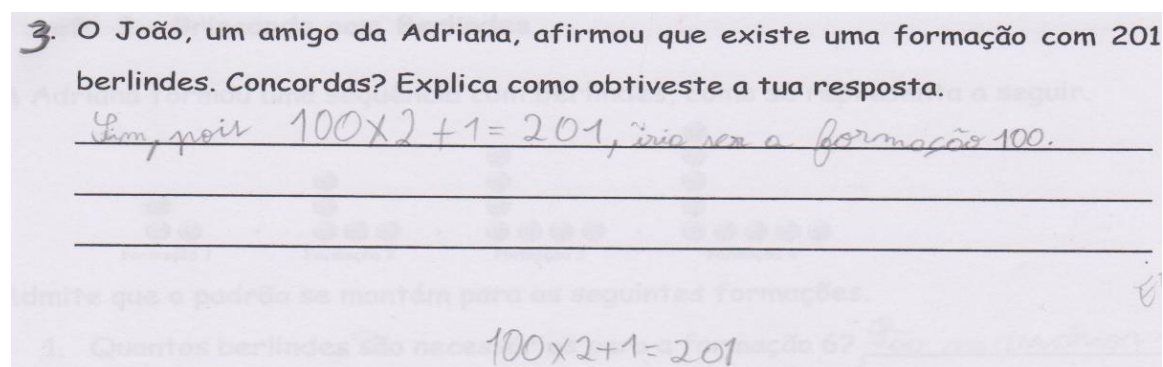 3. O João, um amigo da Adriana, afirmou que existe uma formação com 201
berlindes. Concordas? Explica como obtiveste a tua resposta.
Sim, pois 100x2+1=201, iria ser a formação 100.
Admite que o padrão se mantém para as seguintes formações.
100x2+1=201